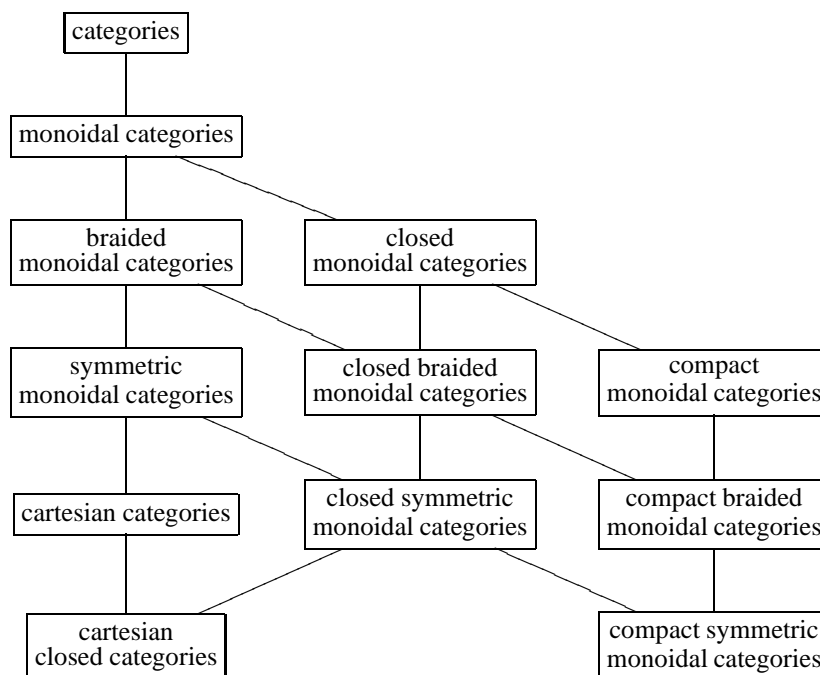 categories
monoidal categories
braided
monoidal categories
closed
monoidal categories
symmetric
monoidal categories
closed braided
monoidal categories
compact
monoidal categories
cartesian categories
closed symmetric
monoidal categories
compact braided
monoidal categories
cartesian
closed categories
compact symmetric
monoidal categories